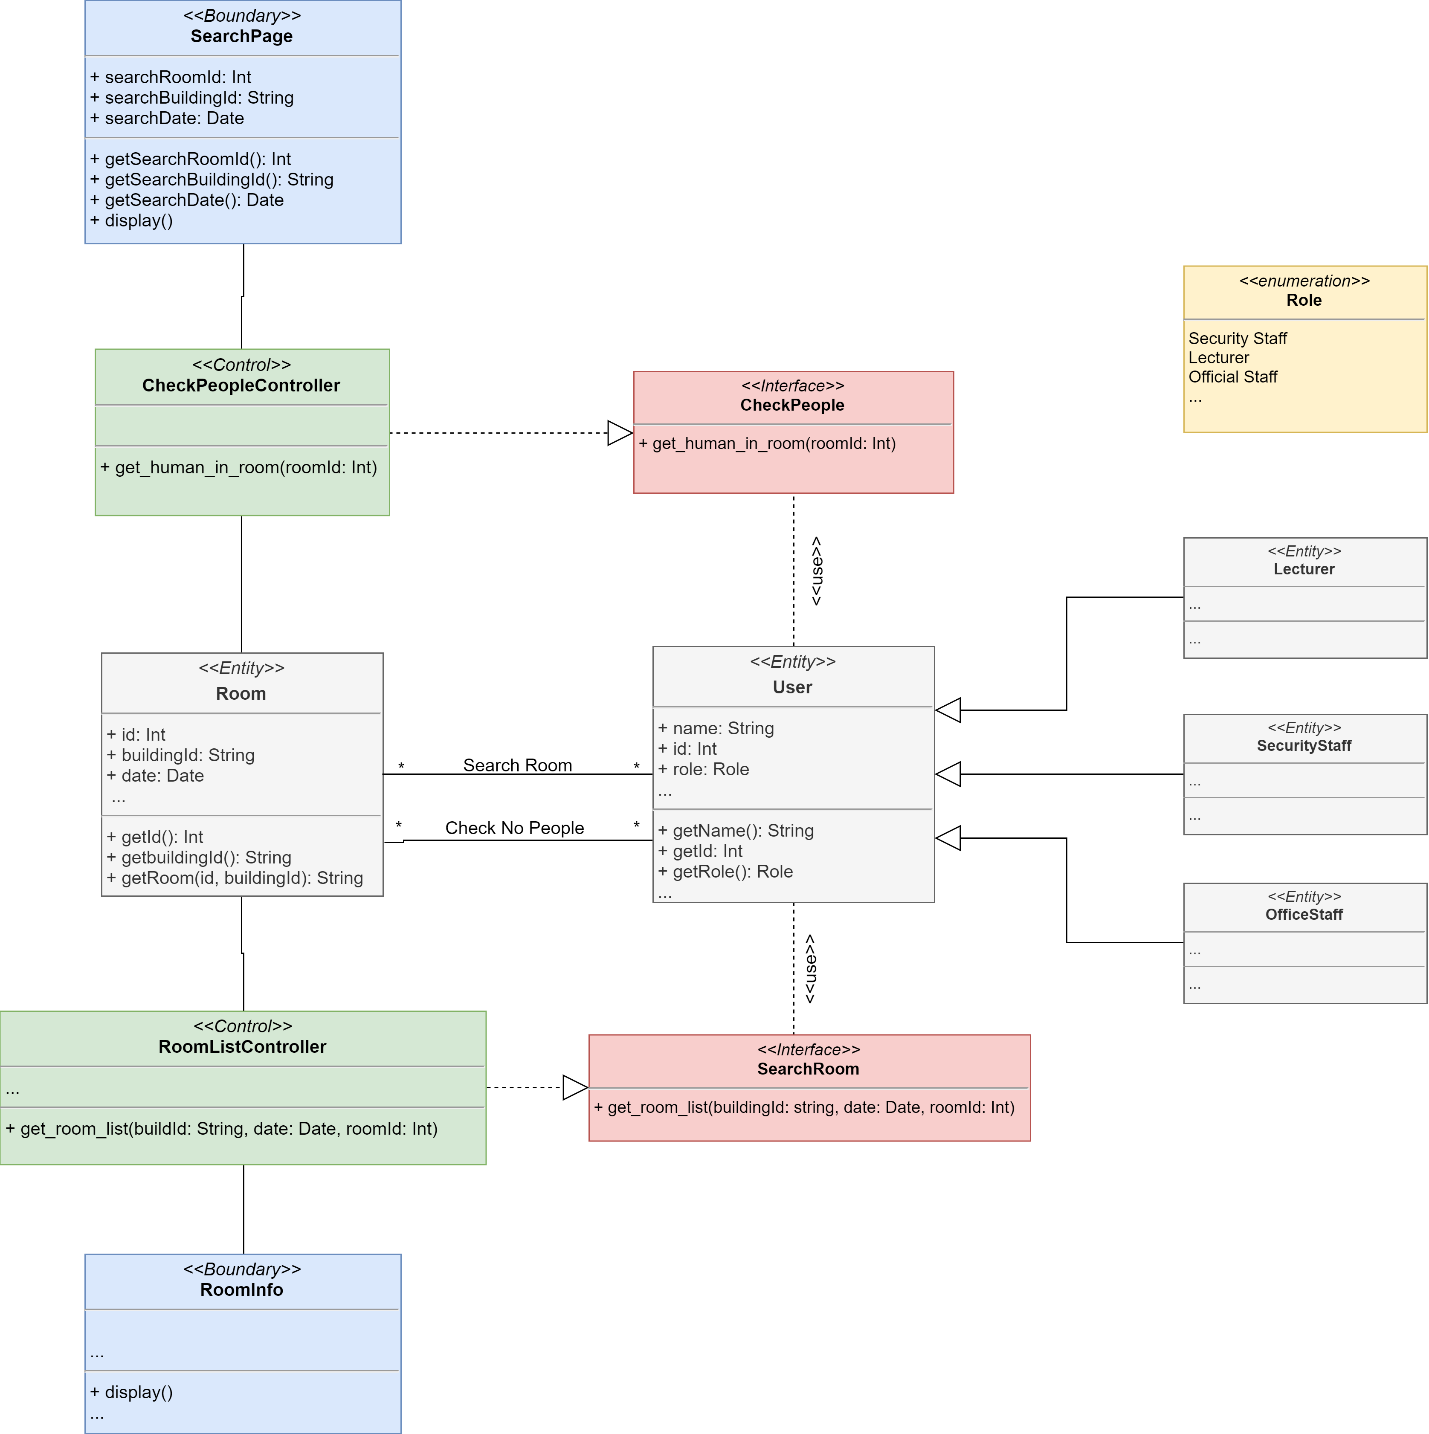 <<Boundary>>
SearchPage
+ searchRoomId: Int
+ searchBuildingId: String
+ searchDate: Date
+ getSearchRoomId(): Int
+ getSearchBuildingId(): String
+ getSearchDate(): Date
+ display()
<<enumeration>>
Role
Security Staff
Lecturer
Official Staff
...
<<Control>>
CheckPeopleController
+ get_human_in_room(roomId: Int)
<<Interface>>
CheckPeople
+ get_human_in_room(roomId: Int)
<<use>>
<<Entity>>
Lecturer
...
...
<<Entity>>
Room
+ id: Int
+ buildingId: String
+ date: Date
...
+ getId(): Int
+ getbuildingId(): String
+ getRoom(id, buildingId): String
* Search Room *
* Check No People *
<<Entity>>
User
+ name: String
+ id: Int
+ role: Role
...
+ getName(): String
+ getId: Int
+ getRole(): Role
...
<<Entity>>
SecurityStaff
...
...
<<Entity>>
OfficeStaff
...
...
<<use>>
<<Control>>
RoomListController
...
+ get_room_list(buildId: String, date: Date, roomId: Int)
<<Interface>>
SearchRoom
+ get_room_list(buildingId: string, date: Date, roomId: Int)
<<Boundary>>
RoomInfo
...
+ display()
...